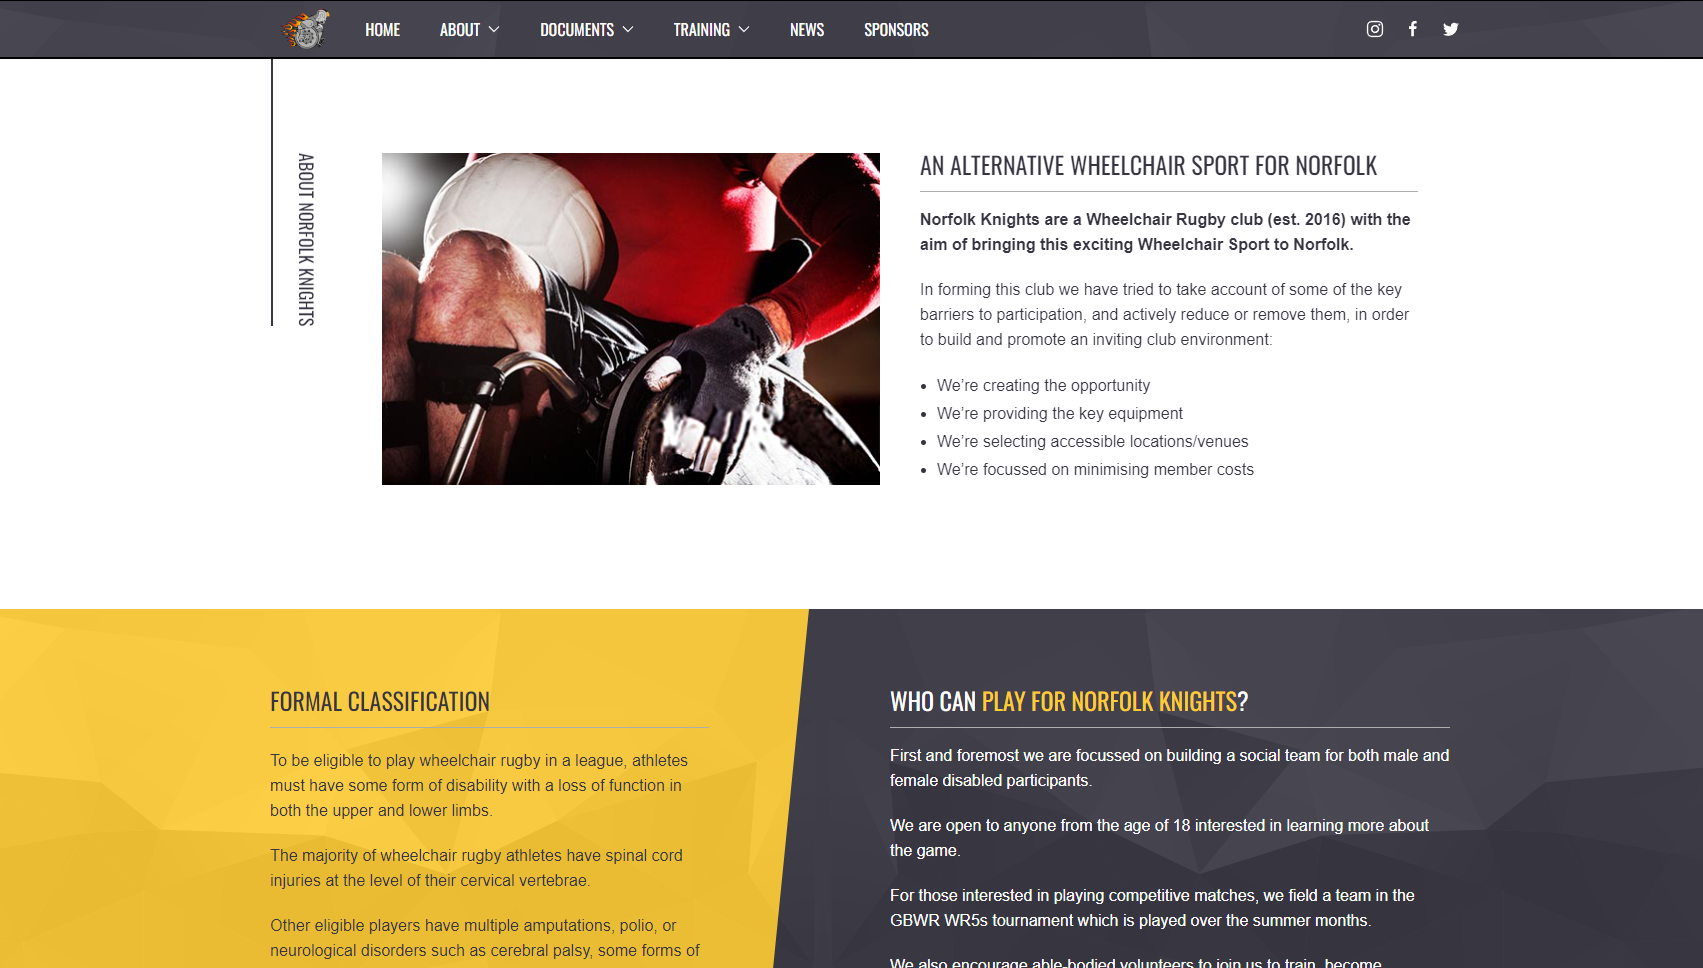 HOME ABOUT DOCUMENTS TRAINING NEWS SPONSORS
ABOUT NORFOLK KNIGHTS
AN ALTERNATIVE WHEELCHAIR SPORT FOR NORFOLK
Norfolk Knights are a Wheelchair Rugby club (est. 2016) with the
aim of bringing this exciting Wheelchair Sport to Norfolk.
In forming this club we have tried to take account of some of the key
barriers to participation, and actively reduce or remove them, in order
to build and promote an inviting club environment:
• We’re creating the opportunity
• We’re providing the key equipment
• We’re selecting accessible locations/venues
• We’re focussed on minimising member costs
FORMAL CLASSIFICATION
To be eligible to play wheelchair rugby in a league, athletes
must have some form of disability with a loss of function in
both the upper and lower limbs.
The majority of wheelchair rugby athletes have spinal cord
injuries at the level of their cervical vertebrae.
Other eligible players have multiple amputations, polio, or
neurological disorders such as cerebral palsy, some forms of
WHO CAN PLAY FOR NORFOLK KNIGHTS?
First and foremost we are focussed on building a social team for both male and
female disabled participants.
We are open to anyone from the age of 18 interested in learning more about
the game.
For those interested in playing competitive matches, we field a team in the
GBWR WR5s tournament which is played over the summer months.
We also encourage able-bodied volunteers to join us to train, become